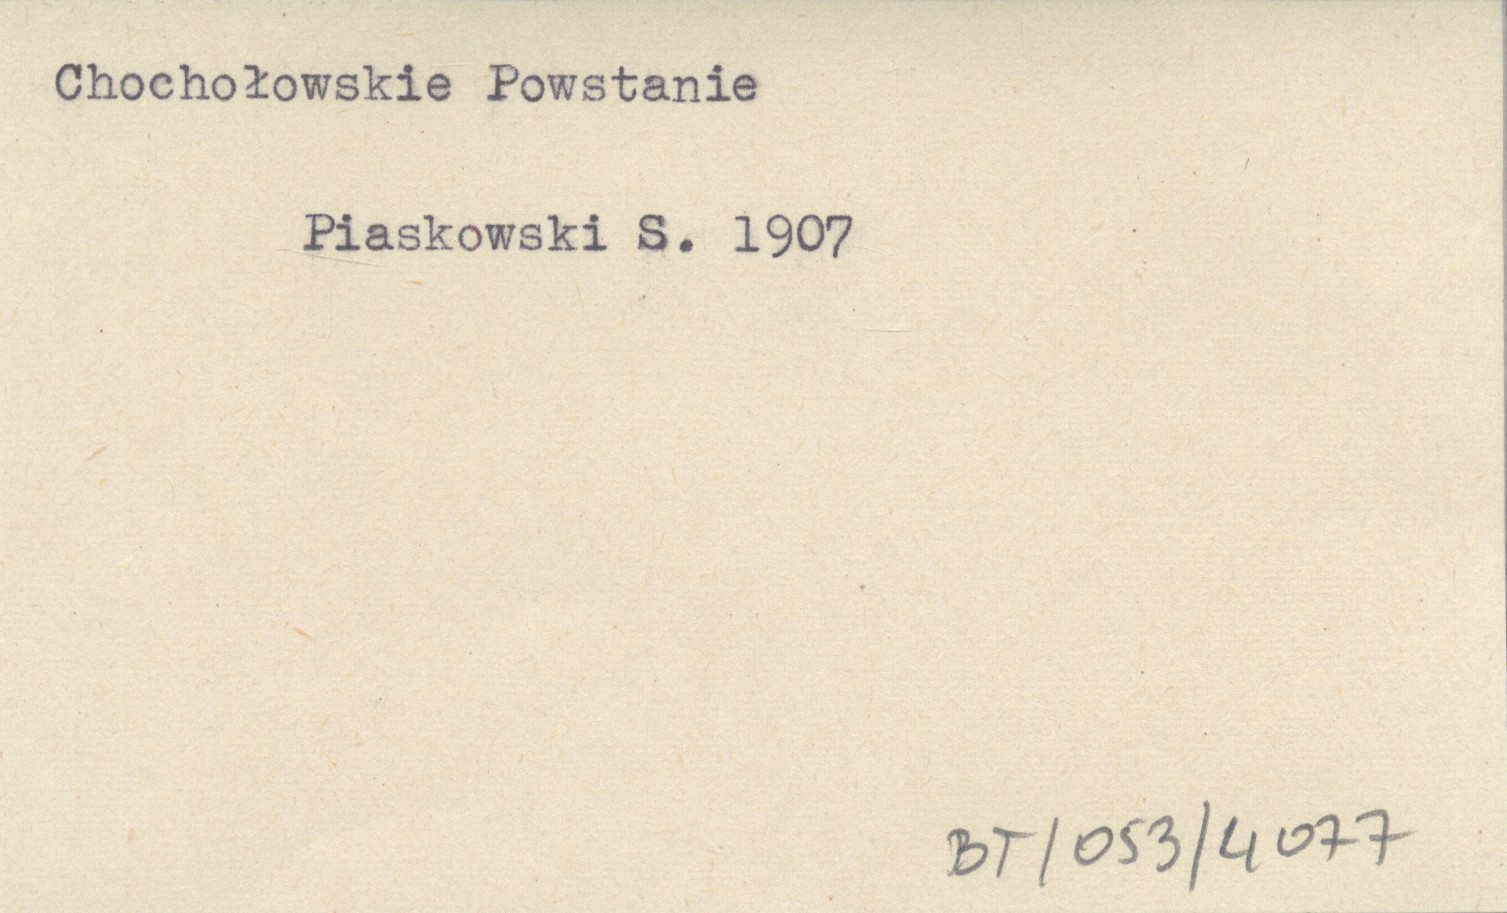 Chochołowskie Powstanie
Piaskowski S. 1907
BT/053/4077